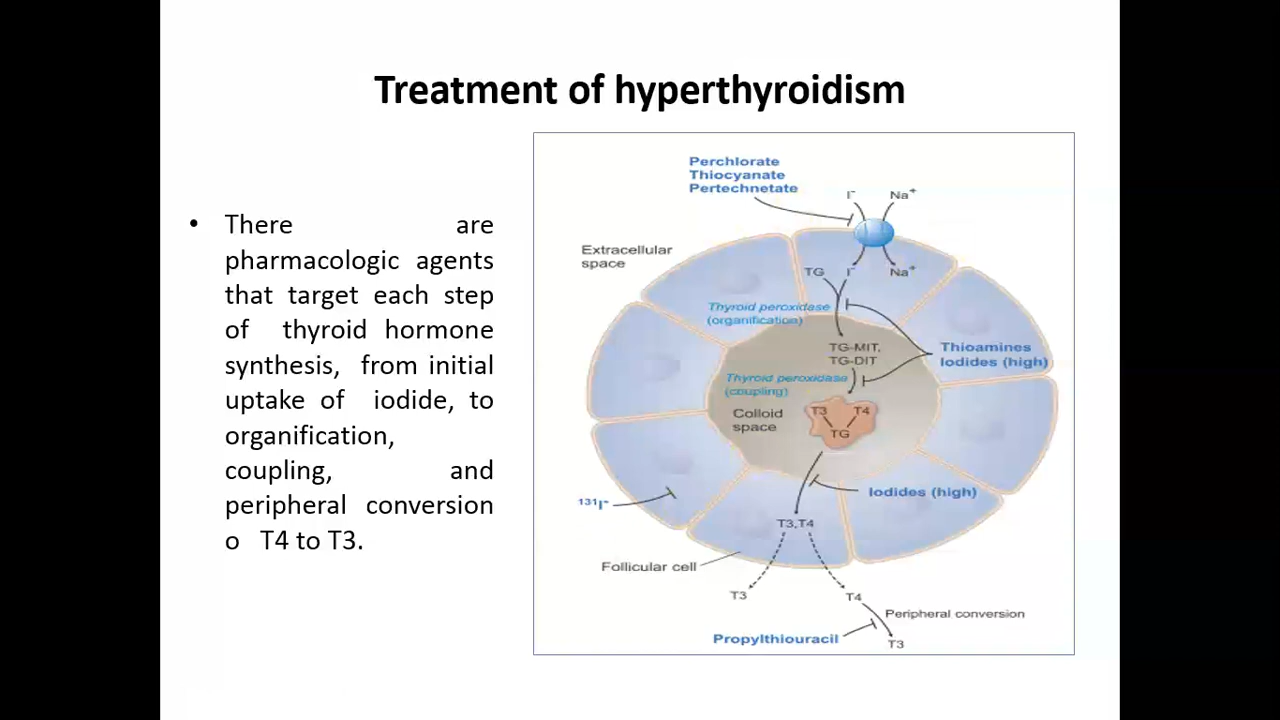 Treatment of hyperthyroidism
• There are
pharmacologic agents
that target each step
of thyroid hormone
synthesis, from initial
uptake of iodide, to
organification,
coupling, and
peripheral conversion
o T4 to T3.
Perchlorate
Thiocyanate
Pertechnetate
I⁻ Na⁺
Extracellular
space
TG I⁻ Na⁺
Thyroid peroxidase
(organification)
TG-MIT,
TG-DIT
Thioamines
Iodides (high)
Thyroid peroxidase
(coupling)
Colloid
space
T3 T4
TG
Iodides (high)
¹³¹I⁻
T3,T4
Follicular cell
T3
T4
Peripheral conversion
Propylthiouracil
T3